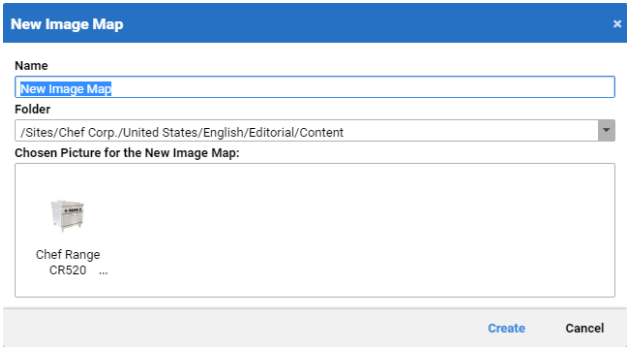 New Image Map ×
Name
New Image Map
Folder
/Sites/Chef Corp./United States/English/Editorial/Content
Chosen Picture for the New Image Map:
Chef Range
CR520 ...
Create Cancel